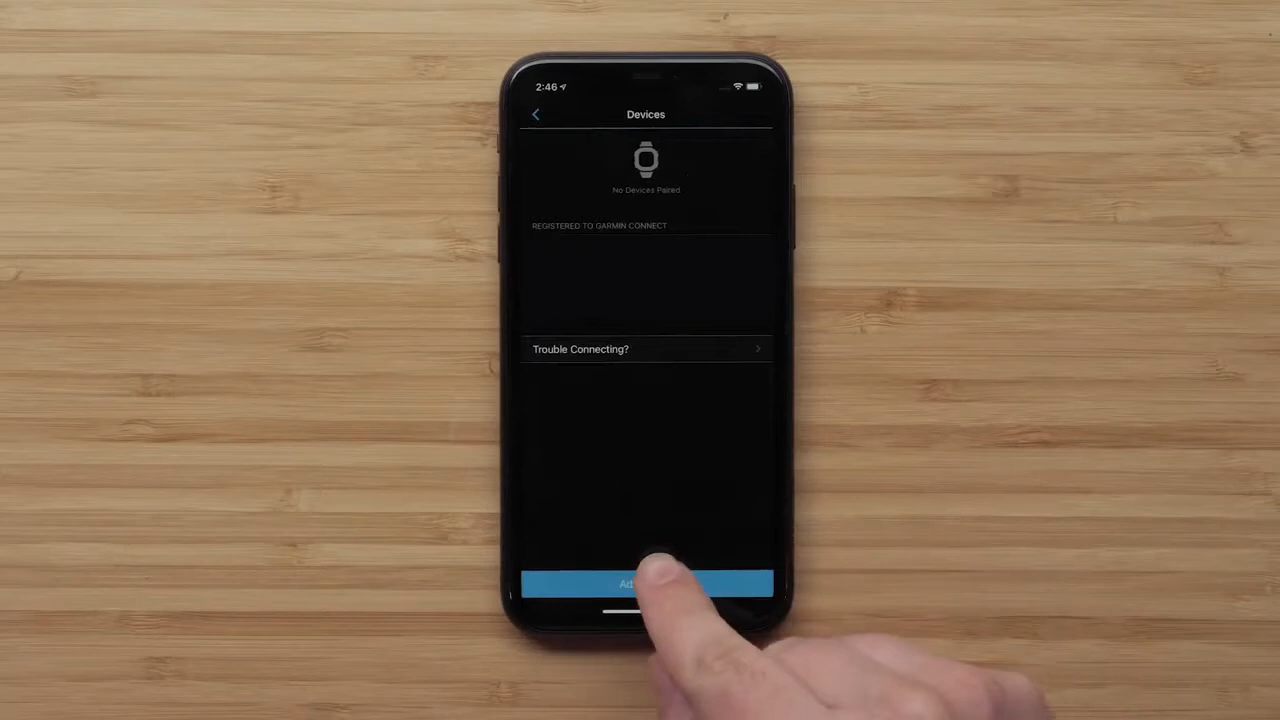 2:46
Devices
No Devices Paired
REGISTERED TO GARMIN CONNECT
Trouble Connecting?